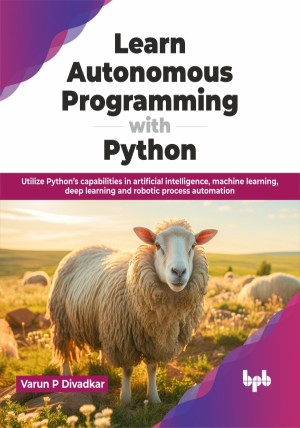 Learn
Autonomous
Programming
with
Python
Utilize Python's capabilities in artificial intelligence, machine learning,
deep learning and robotic process automation
Varun P Divadkar
bpb